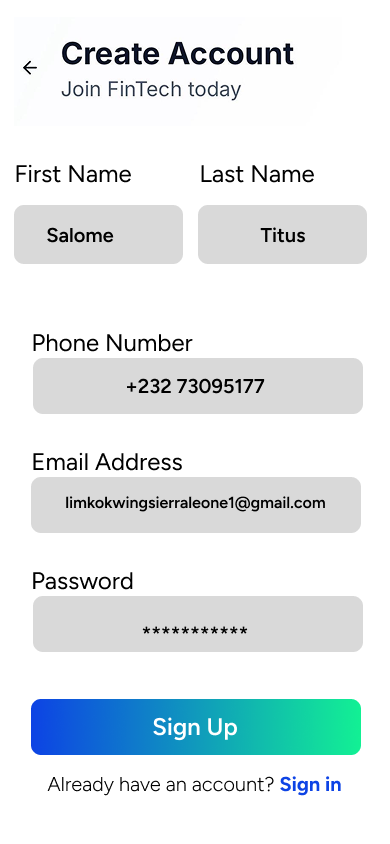 Create Account
Join FinTech today
First Name Last Name
Salome Titus
Phone Number
+232 73095177
Email Address
limkokwingsierraleone1@gmail.com
Password
***********
Sign Up
Already have an account? Sign in